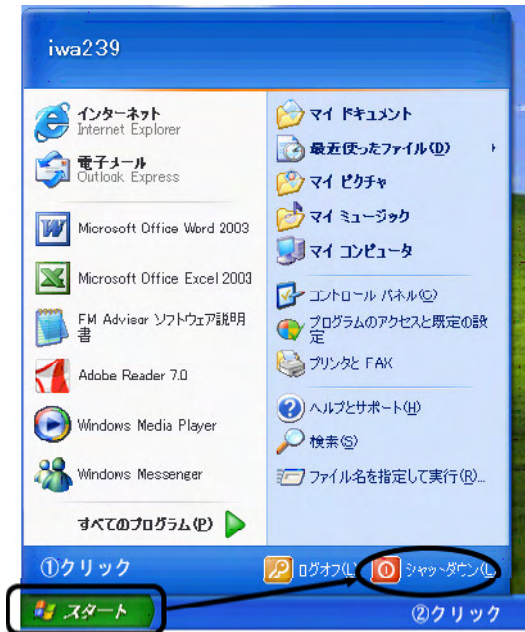 iwa239
インターネット
Internet Explorer
電子メール
Outlook Express
Microsoft Office Word 2003
Microsoft Office Excel 2003
FM Advisor ソフトウェア説明
書
Adobe Reader 7.0
Windows Media Player
Windows Messenger
すべてのプログラム(P)
マイ ドキュメント
最近使ったファイル(D)
マイ ピクチャ
マイ ミュージック
マイ コンピュータ
コントロール パネル(C)
プログラムのアクセスと既定の設
定
プリンタと FAX
ヘルプとサポート(H)
検索(S)
ファイル名を指定して実行(R)...
①クリック
ログオフ(L)
シャットダウン(L
スタート
②クリック